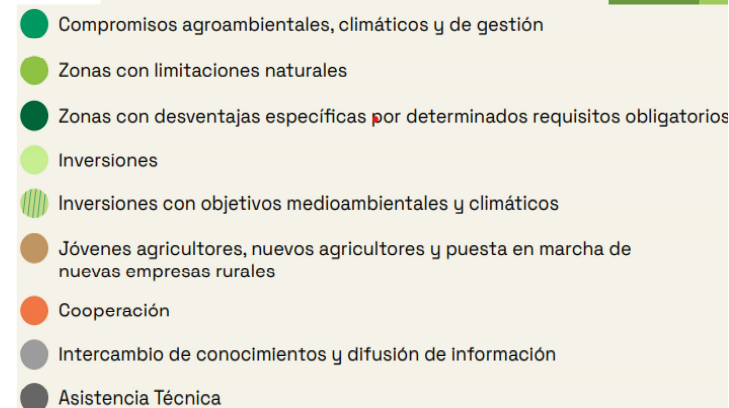 Compromisos agroambientales, climáticos y de gestión
Zonas con limitaciones naturales
Zonas con desventajas específicas por determinados requisitos obligatorios
Inversiones
Inversiones con objetivos medioambientales y climáticos
Jóvenes agricultores, nuevos agricultores y puesta en marcha de
nuevas empresas rurales
Cooperación
Intercambio de conocimientos y difusión de información
Asistencia Técnica